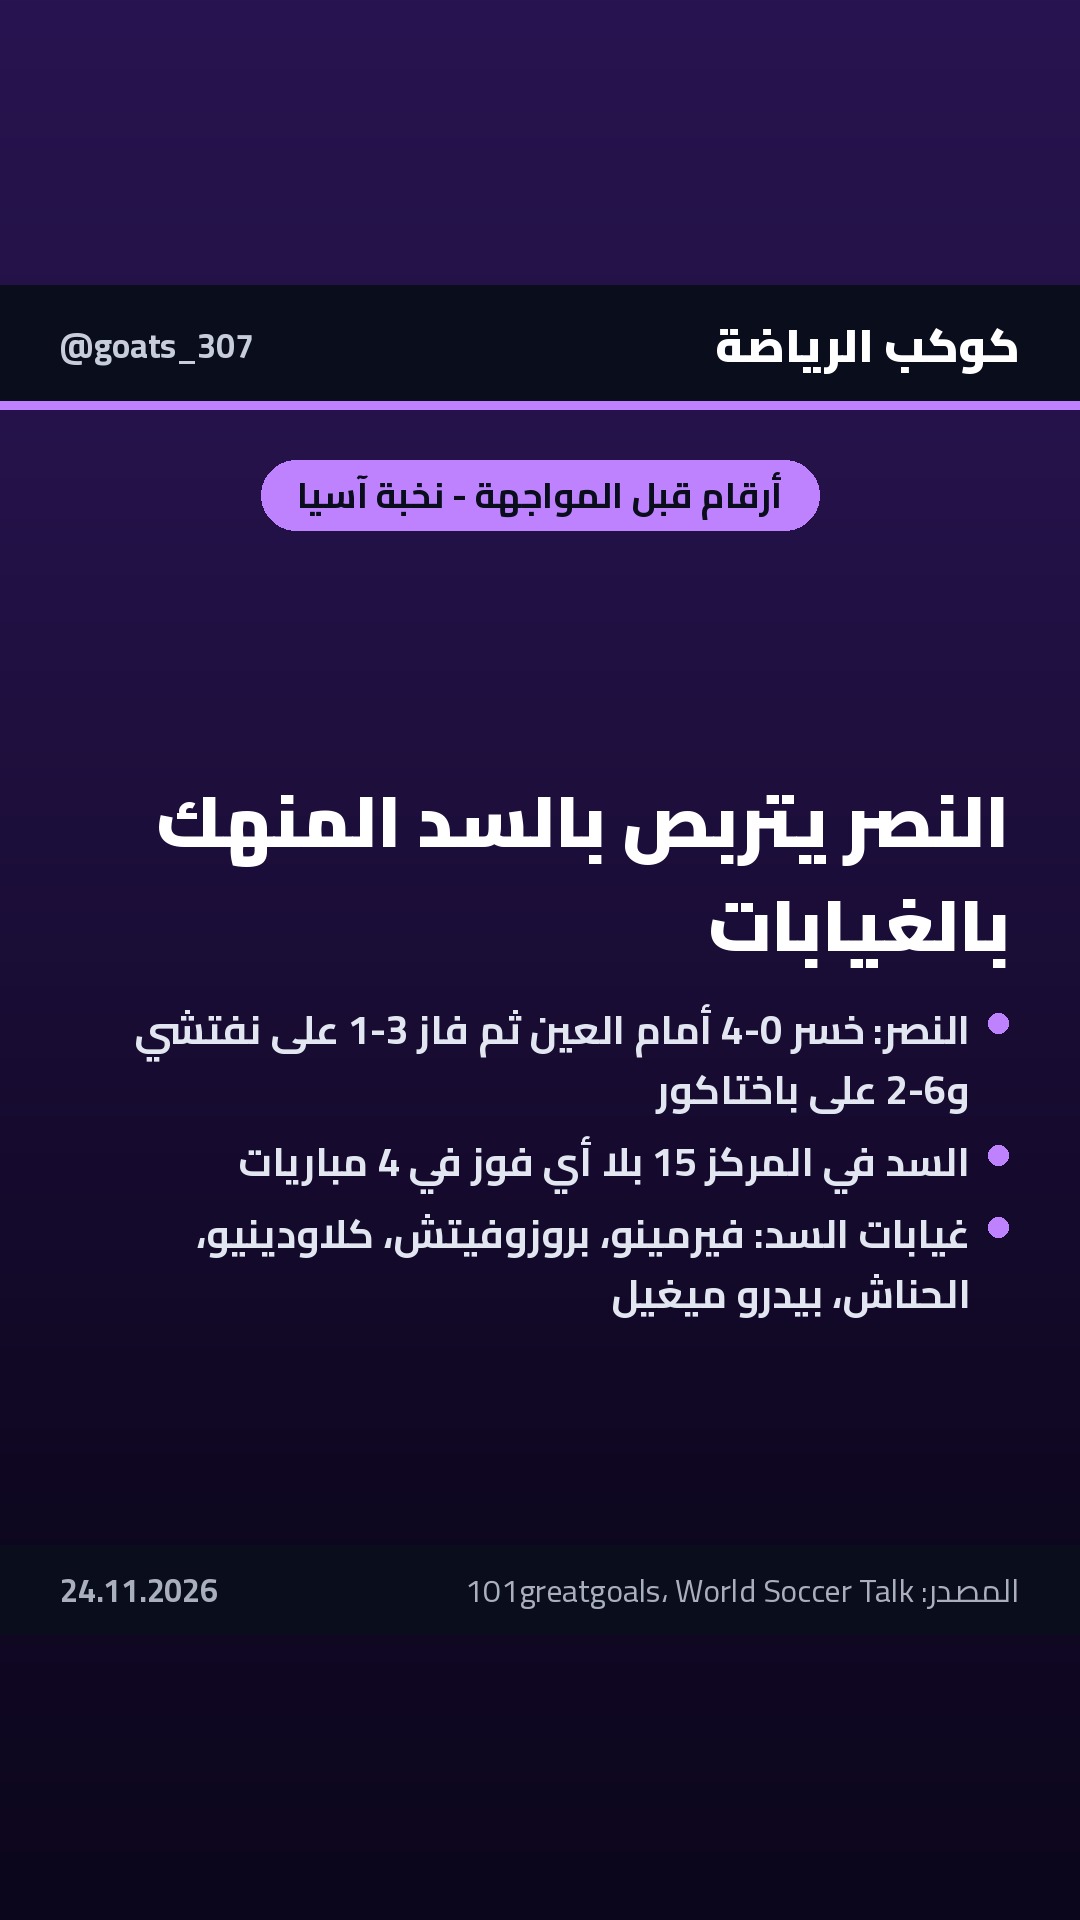 كوكب الرياضة
@goats_307
أرقام قبل المواجهة - نخبة آسيا
النصر يتربص بالسد المنهك
بالغيابات
النصر: خسر 0-4 أمام العين ثم فاز 3-1 على نفتشي
و6-2 على باختاكور
السد في المركز 15 بلا أي فوز في 4 مباريات
غيابات السد: فيرمينو، بروزوفيتش، كلاودينيو،
الحناش، بيدرو ميغيل
المصدر: 101greatgoals، World Soccer Talk
24.11.2026